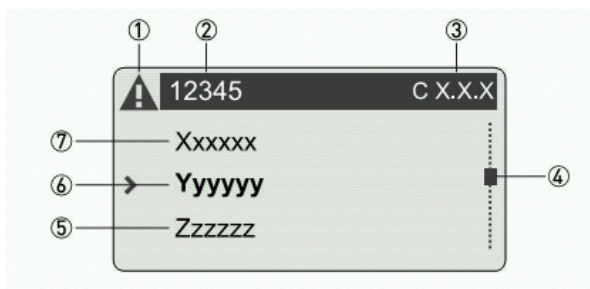 ① ② ③
12345 C X.X.X
⑦ Xxxxxx
⑥ Yyyyyy ④
⑤ Zzzzzz